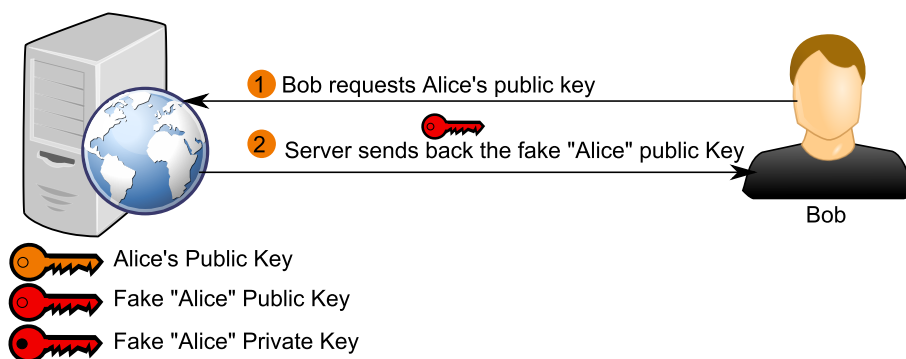 1 Bob requests Alice's public key
2 Server sends back the fake "Alice" public Key
Bob
Alice's Public Key
Fake "Alice" Public Key
Fake "Alice" Private Key